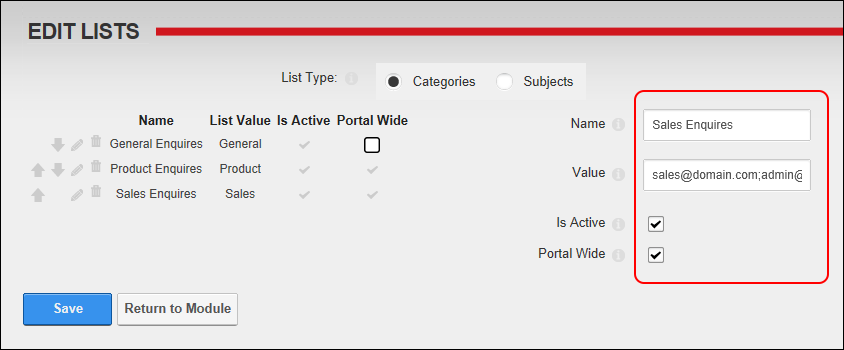 EDIT LISTS
List Type:
Categories
Subjects
Name List Value Is Active Portal Wide
General Enquires General
Product Enquires Product
Sales Enquires Sales
Name Sales Enquires
Value sales@domain.com;admin@
Is Active
Portal Wide
Save Return to Module